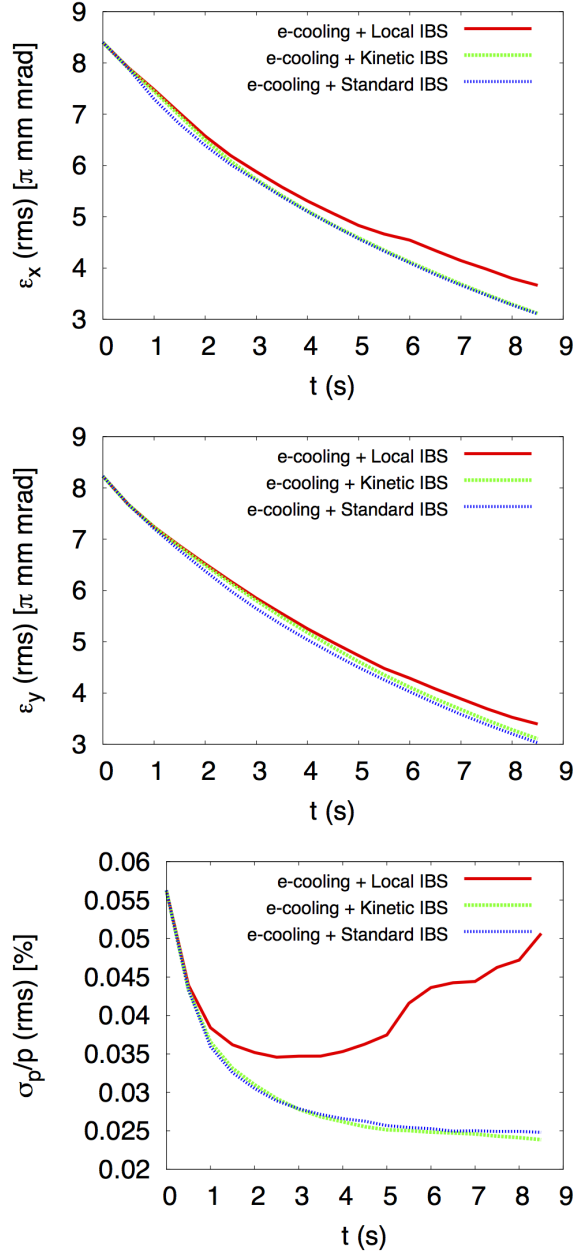 9
8
7
6
5
4
3
0 1 2 3 4 5 6 7 8 9
εx (rms) [π mm mrad]
t (s)
e-cooling + Local IBS
e-cooling + Kinetic IBS
e-cooling + Standard IBS
9
8
7
6
5
4
3
0 1 2 3 4 5 6 7 8 9
εy (rms) [π mm mrad]
t (s)
e-cooling + Local IBS
e-cooling + Kinetic IBS
e-cooling + Standard IBS
0.06
0.055
0.05
0.045
0.04
0.035
0.03
0.025
0.02
0 1 2 3 4 5 6 7 8 9
σp/p (rms) [%]
t (s)
e-cooling + Local IBS
e-cooling + Kinetic IBS
e-cooling + Standard IBS